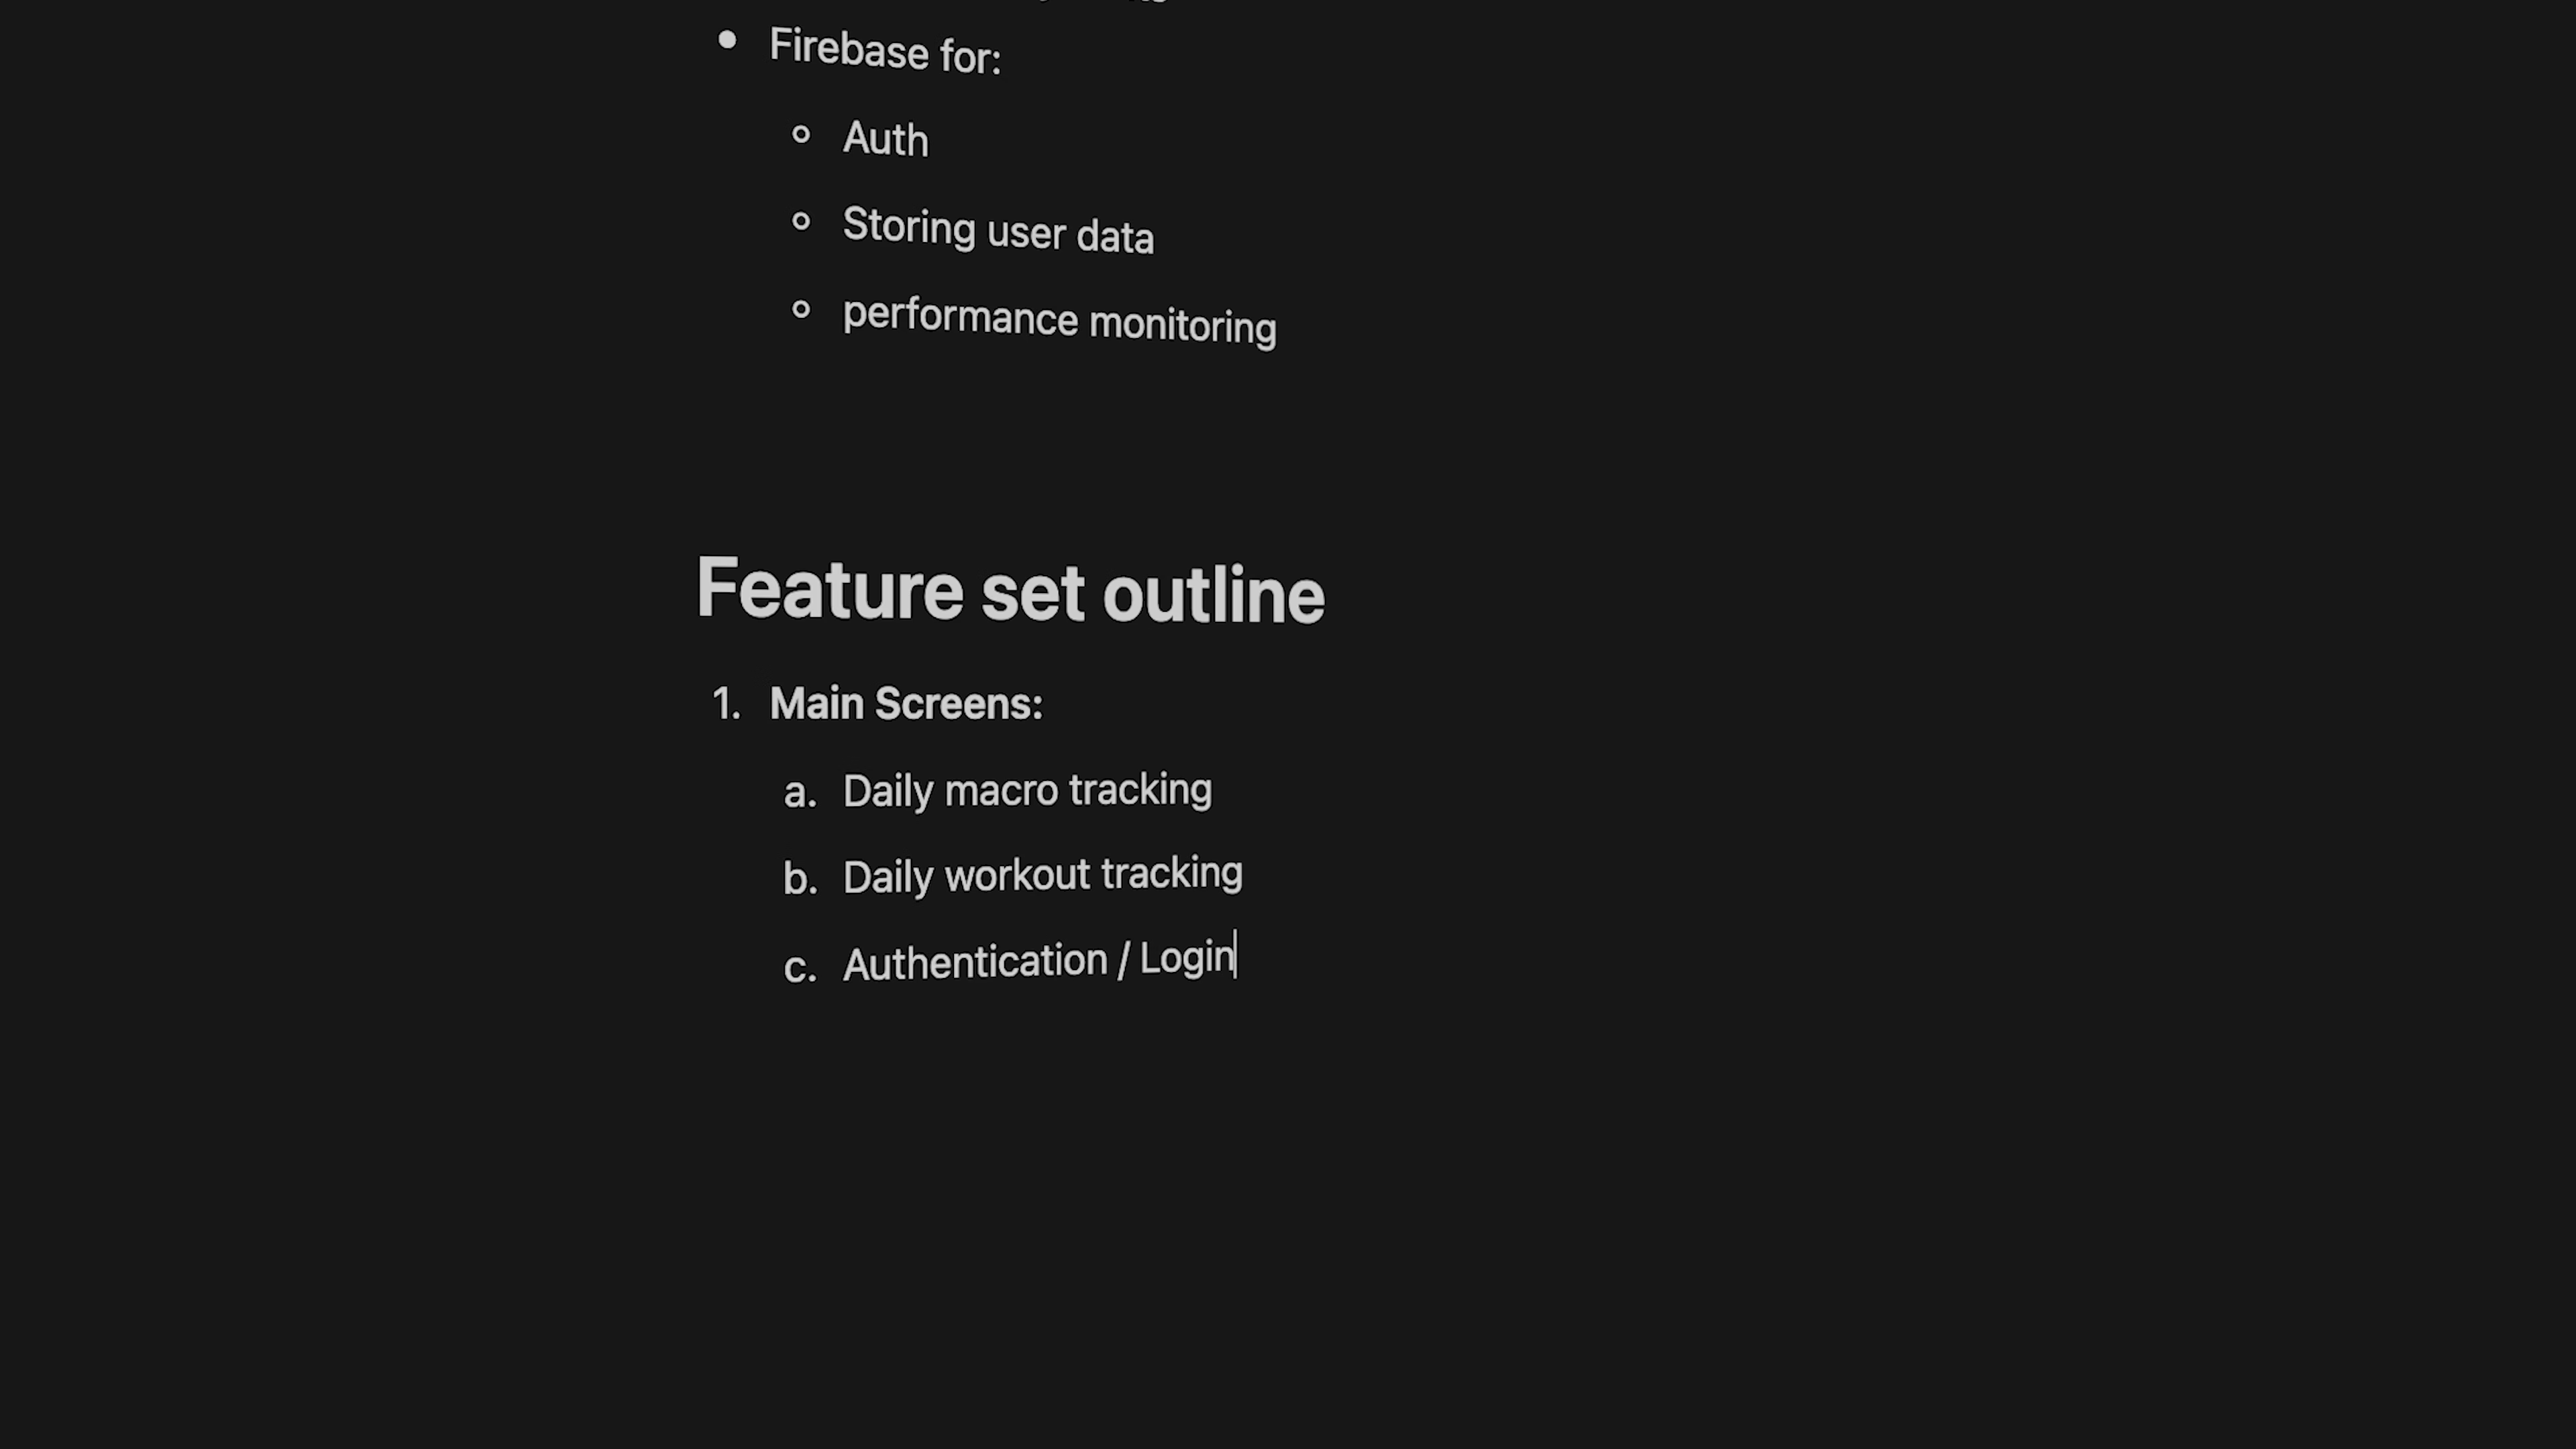 • Firebase for:
◦ Auth
◦ Storing user data
◦ performance monitoring
Feature set outline
1. Main Screens:
a. Daily macro tracking
b. Daily workout tracking
c. Authentication / Login